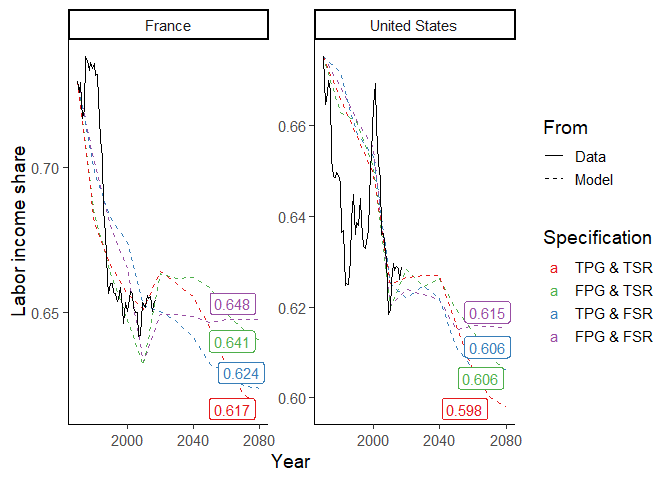 France
United States
Labor income share
0.70
0.65
0.66
0.64
0.62
0.60
0.648
0.641
0.624
0.617
0.615
0.606
0.606
0.598
2000
2040
2080
2000
2040
2080
Year
From
Data
Model
Specification
a TPG & TSR
a FPG & TSR
a TPG & FSR
a FPG & FSR